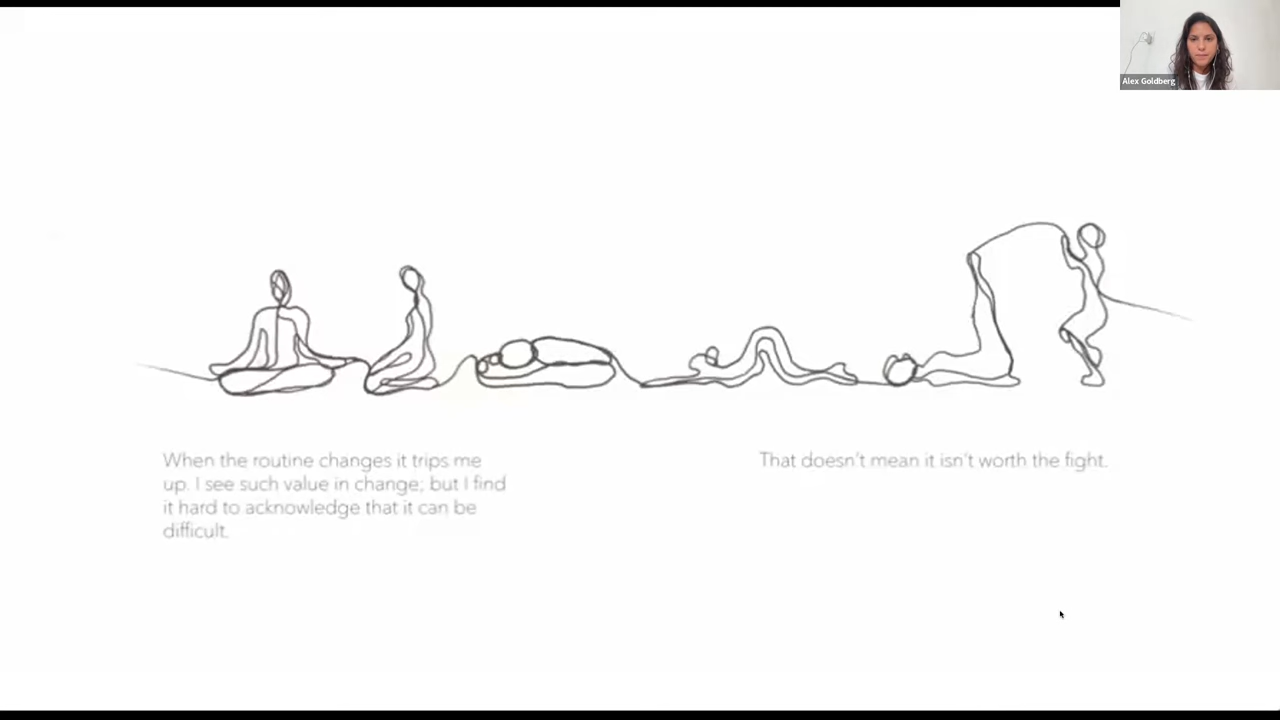 Alex Goldberg
When the routine changes it trips me
up. I see such value in change; but I find
it hard to acknowledge that it can be
difficult.
That doesn't mean it isn't worth the fight.